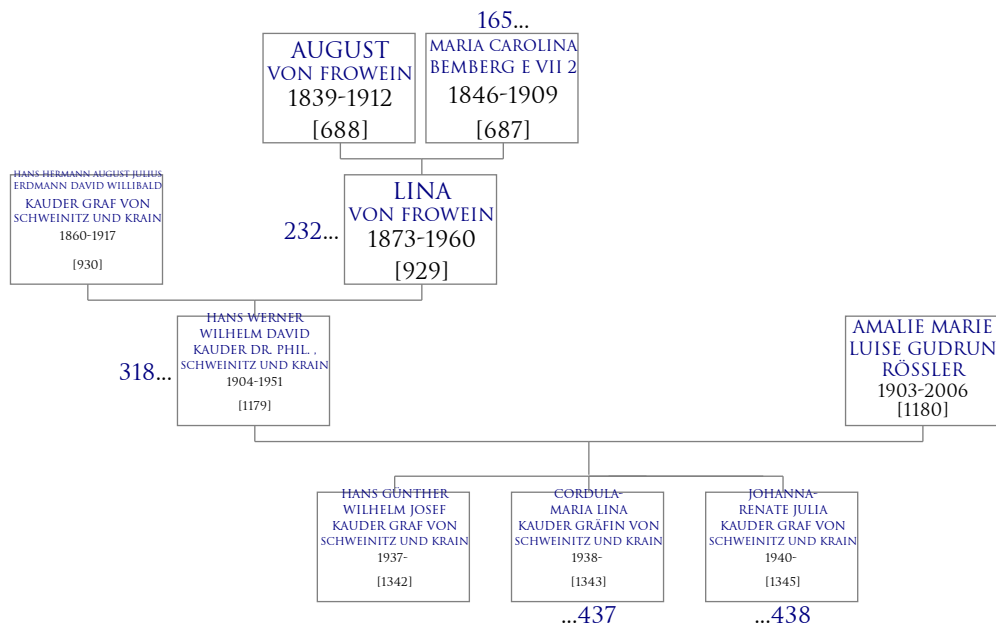 165...
AUGUST
VON FROWEIN
1839-1912
[688]
MARIA CAROLINA
BEMBERG E VII 2
1846-1909
[687]
HANS HERMANN AUGUST JULIUS
ERDMANN DAVID WILLIBALD
KAUDER GRAF VON
SCHWEINITZ UND KRAIN
1860-1917
[930]
232...
LINA
VON FROWEIN
1873-1960
[929]
318...
HANS WERNER
WILHELM DAVID
KAUDER DR. PHIL. ,
SCHWEINITZ UND KRAIN
1904-1951
[1179]
AMALIE MARIE
LUISE GUDRUN
RÖSSLER
1903-2006
[1180]
HANS GÜNTHER
WILHELM JOSEF
KAUDER GRAF VON
SCHWEINITZ UND KRAIN
1937-
[1342]
CORDULA-
MARIA LINA
KAUDER GRÄFIN VON
SCHWEINITZ UND KRAIN
1938-
[1343]
...437
JOHANNA-
RENATE JULIA
KAUDER GRAF VON
SCHWEINITZ UND KRAIN
1940-
[1345]
...438